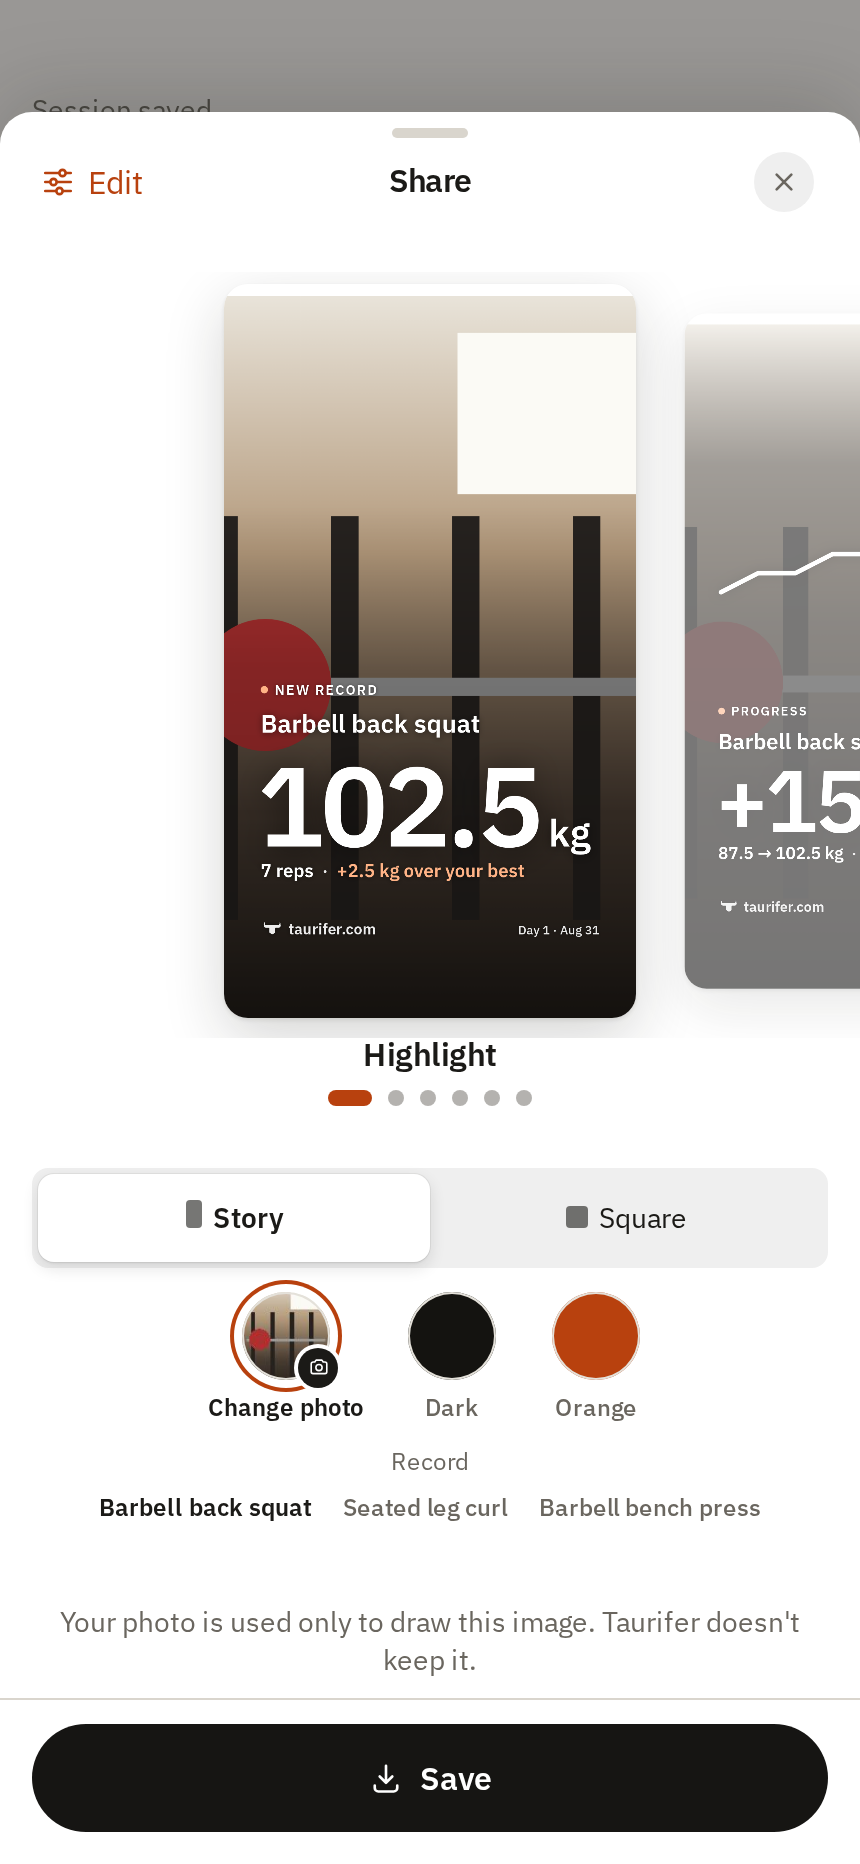 Session saved
Edit
Share
NEW RECORD
Barbell back squat
102.5 kg
7 reps · +2.5 kg over your best
taurifer.com
Day 1 · Aug 31
PROGRESS
Barbell back s
+15
87.5 → 102.5 kg ·
taurifer.com
Highlight
Story
Square
Change photo
Dark
Orange
Record
Barbell back squat
Seated leg curl
Barbell bench press
Your photo is used only to draw this image. Taurifer doesn't
keep it.
Save